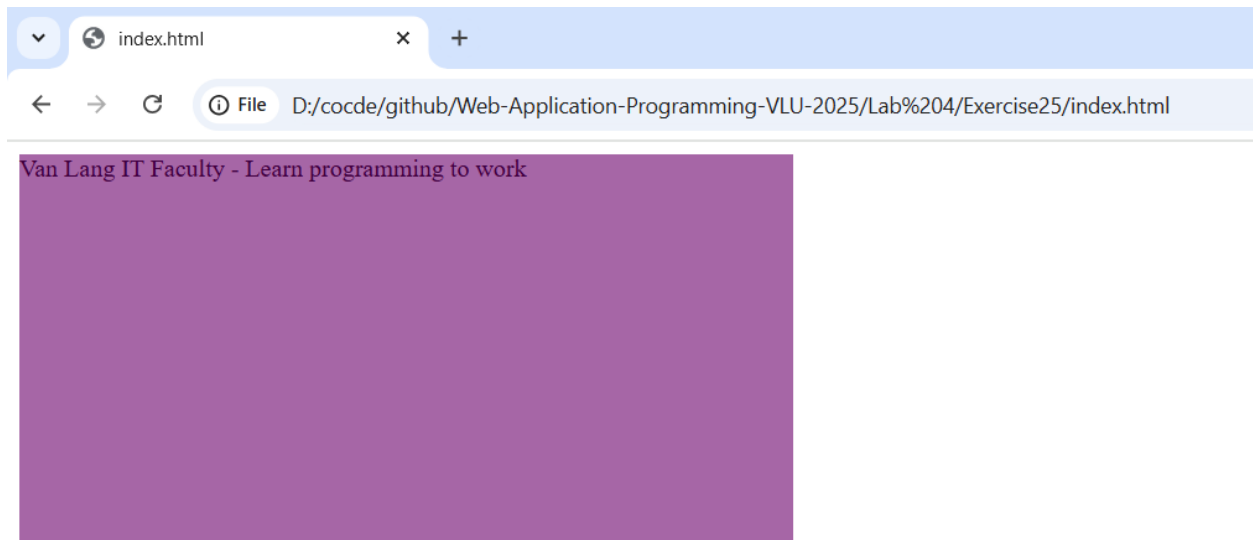 index.html
File D:/cocde/github/Web-Application-Programming-VLU-2025/Lab%204/Exercise25/index.html
Van Lang IT Faculty - Learn programming to work